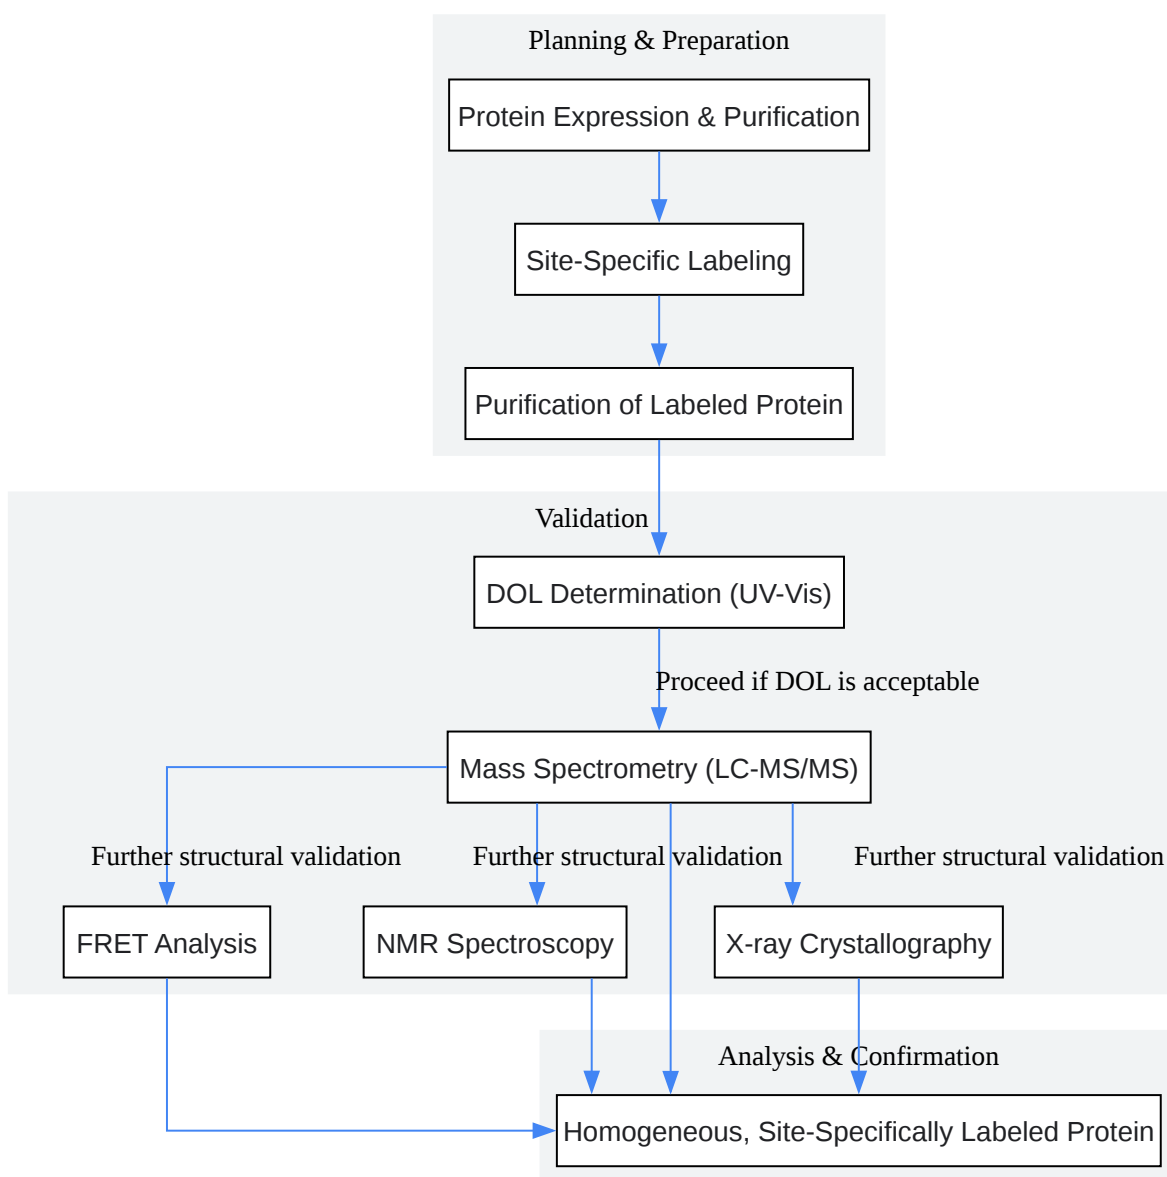 Planning & Preparation
Protein Expression & Purification
Site-Specific Labeling
Purification of Labeled Protein
Validation
DOL Determination (UV-Vis)
Proceed if DOL is acceptable
Mass Spectrometry (LC-MS/MS)
Further structural validation
Further structural validation
Further structural validation
FRET Analysis
NMR Spectroscopy
X-ray Crystallography
Analysis & Confirmation
Homogeneous, Site-Specifically Labeled Protein